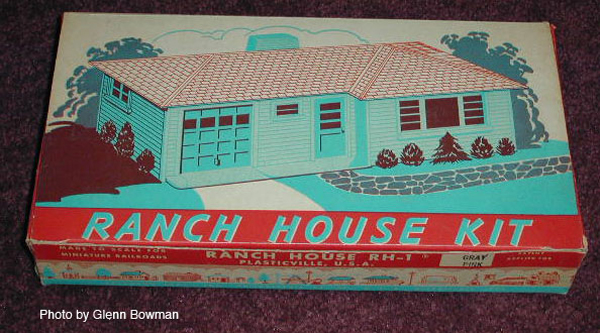 RANCH HOUSE KIT
MADE TO SCALE FOR
MINIATURE RAILROADS
RANCH HOUSE RH-1
PLASTICVILLE, U.S.A.
GRAY
PINK
Photo by Glenn Bowman